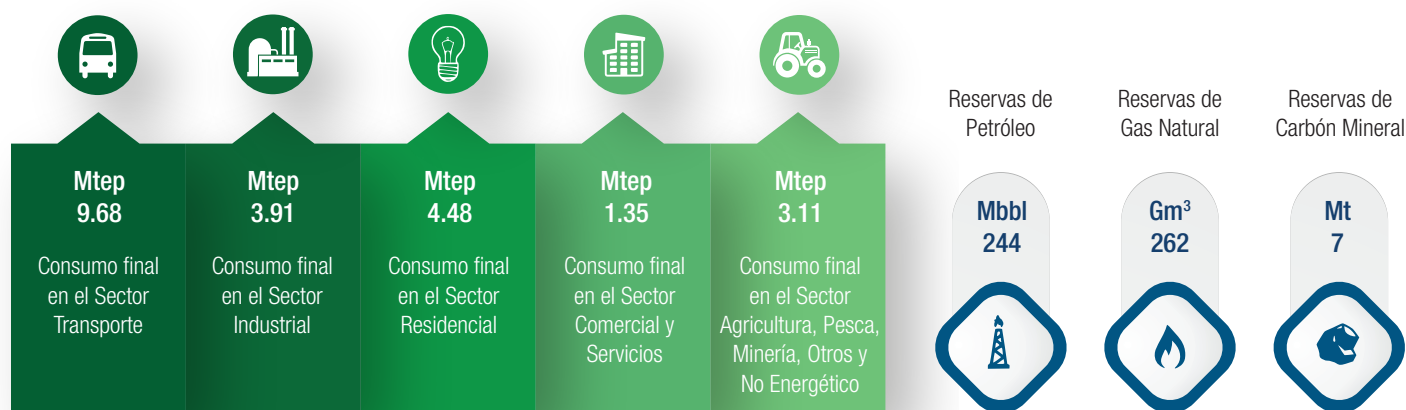 Mtep
9.68
Consumo final
en el Sector
Transporte
Mtep
3.91
Consumo final
en el Sector
Industrial
Mtep
4.48
Consumo final
en el Sector
Residencial
Mtep
1.35
Consumo final
en el Sector
Comercial y
Servicios
Mtep
3.11
Consumo final
en el Sector
Agricultura, Pesca,
Minería, Otros y
No Energético
Reservas de
Petróleo
Mbbl
244
Reservas de
Gas Natural
Gm³
262
Reservas de
Carbón Mineral
Mt
7